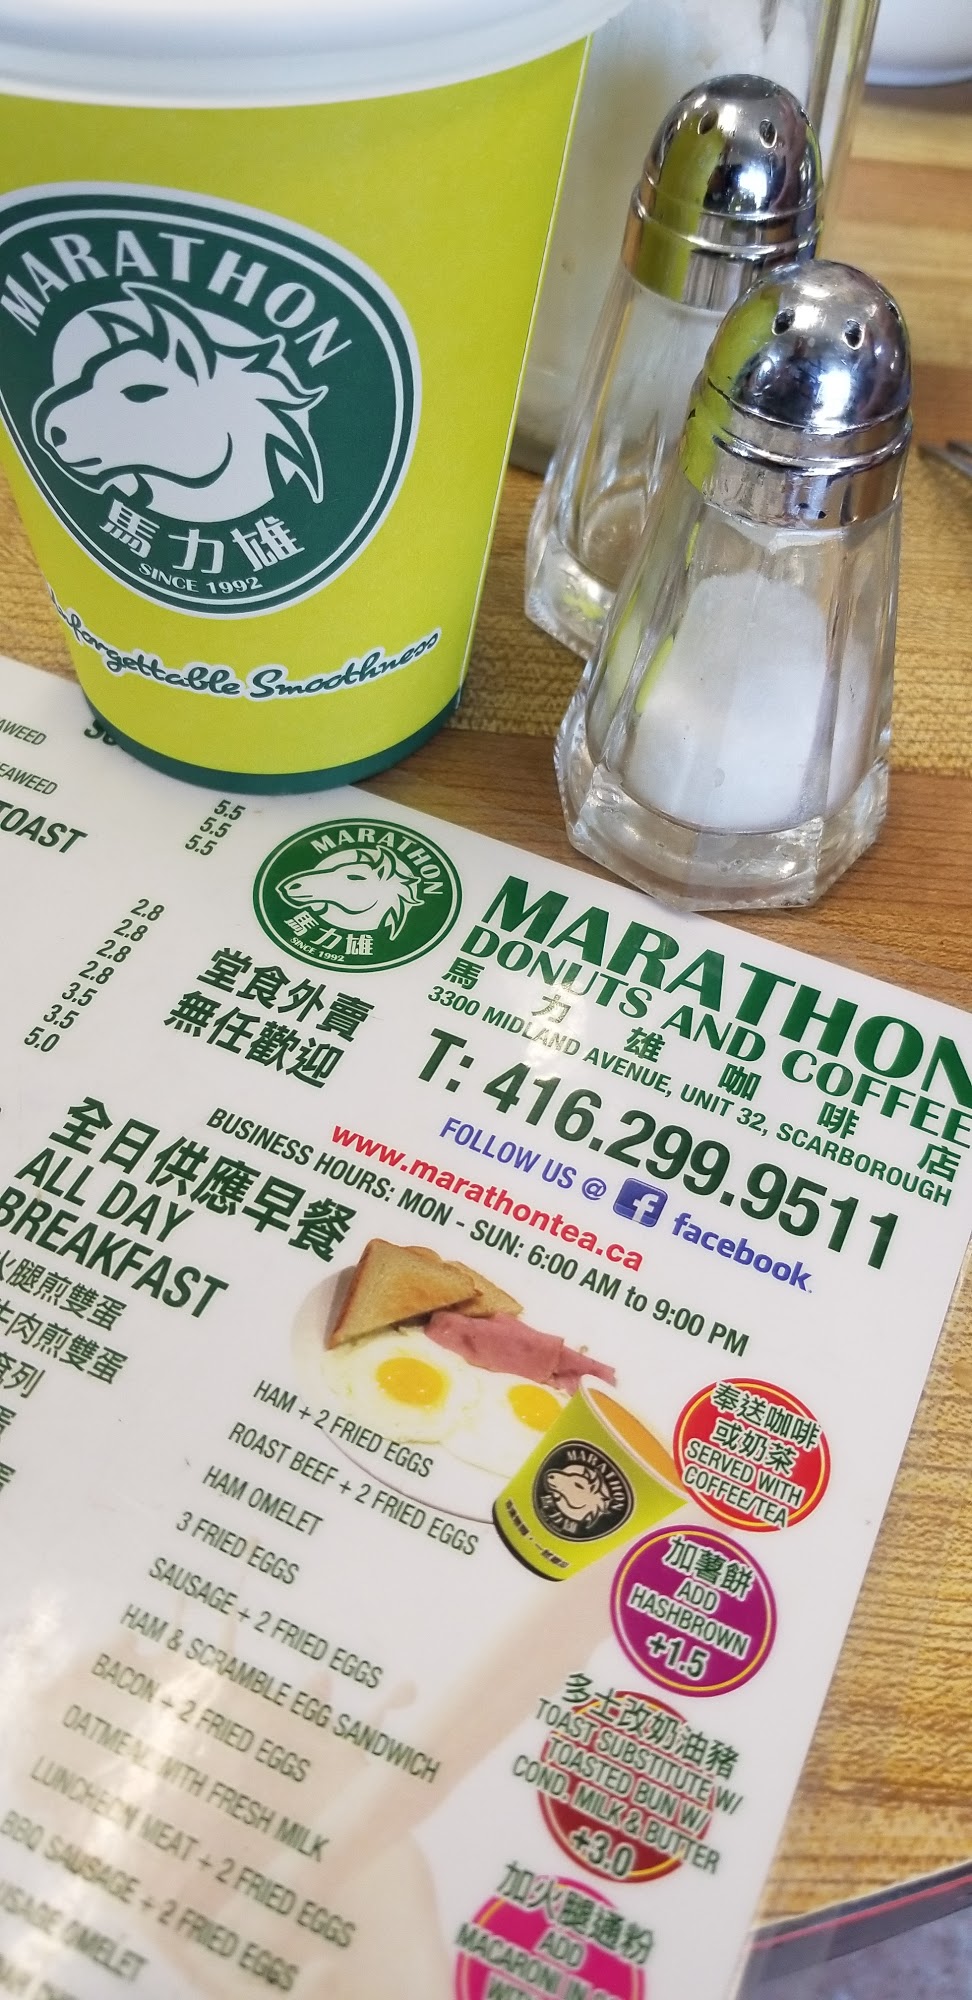 MARATHON
馬力雄
SINCE 1992
Unforgettable Smoothness
TOAST
5.5
5.5
5.5
2.8
2.8
2.8
2.8
3.5
3.5
5.0
MARATHON
馬力雄
SINCE 1992
堂食外賣
無任歡迎
MARATHON
DONUTS AND COFFEE
馬力雄咖啡店
3300 MIDLAND AVENUE, UNIT 32, SCARBOROUGH
T: 416.299.9511
FOLLOW US @ f facebook
www.marathontea.ca
BUSINESS HOURS: MON - SUN: 6:00 AM to 9:00 PM
全日供應早餐
ALL DAY
BREAKFAST
火腿煎雙蛋
牛肉煎雙蛋
HAM + 2 FRIED EGGS
ROAST BEEF + 2 FRIED EGGS
HAM OMELET
3 FRIED EGGS
SAUSAGE + 2 FRIED EGGS
HAM & SCRAMBLE EGG SANDWICH
BACON + 2 FRIED EGGS
OATMEAL WITH FRESH MILK
LUNCHEON MEAT + 2 FRIED EGGS
BBQ SAUSAGE + 2 FRIED EGGS
OMELET
MARATHON
馬力雄
奉送咖啡
或奶茶
SERVED WITH
COFFEE/TEA
加薯餅
ADD
HASHBROWN
+1.5
多士改奶油豬
TOAST SUBSTITUTE W/
TOASTED BUN W/
COND. MILK & BUTTER
+3.0
加火腿通粉
ADD
MACARONI IN